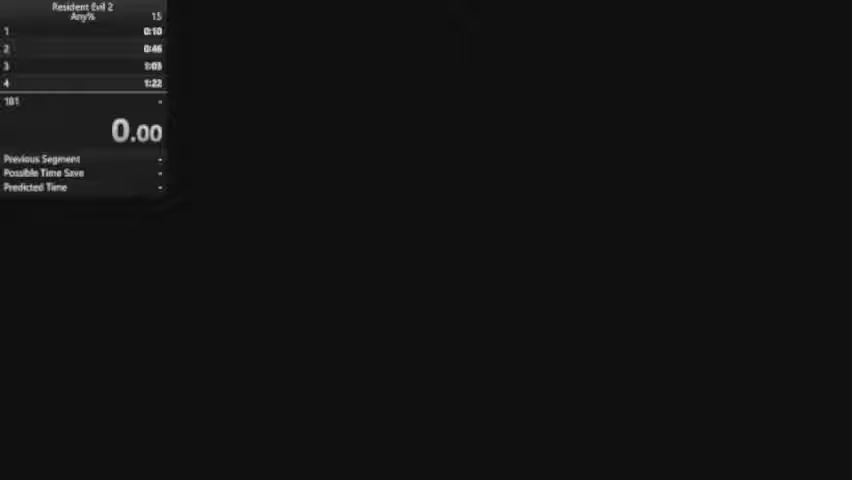 Resident Evil 2
Any%
15
1 0:10
2 0:46
3 1:03
4 1:22
181 -
0.00
Previous Segment -
Possible Time Save -
Predicted Time -